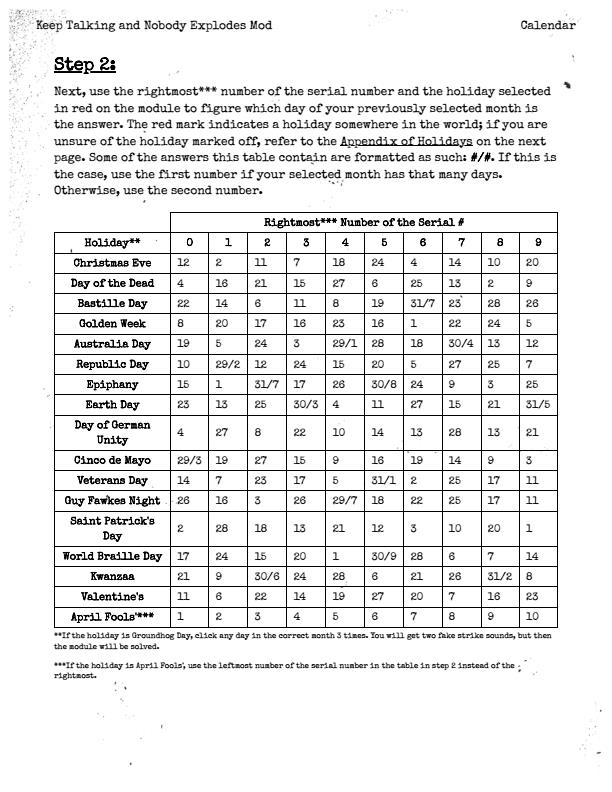 Keep Talking and Nobody Explodes Mod Calendar
Step 2:
Next, use the rightmost*** number of the serial number and the holiday selected
in red on the module to figure which day of your previously selected month is
the answer. The red mark indicates a holiday somewhere in the world; if you are
unsure of the holiday marked off, refer to the Appendix of Holidays on the next
page. Some of the answers this table contain are formatted as such: #/#. If this is
the case, use the first number if your selected month has that many days.
Otherwise, use the second number.
Rightmost*** Number of the Serial #
Holiday** 0 1 2 3 4 5 6 7 8 9
Christmas Eve 12 2 11 7 18 24 4 14 10 20
Day of the Dead 4 16 21 15 27 6 25 13 2 9
Bastille Day 22 14 6 11 8 19 31/7 23 28 26
Golden Week 8 20 17 16 23 16 1 22 24 5
Australia Day 19 5 24 3 29/1 28 18 30/4 13 12
Republic Day 10 29/2 12 24 15 20 5 27 25 7
Epiphany 15 1 31/7 17 26 30/8 24 9 3 25
Earth Day 23 13 25 30/3 4 11 27 15 21 31/5
Day of German
Unity 4 27 8 22 10 14 13 28 13 21
Cinco de Mayo 29/3 19 27 15 9 16 19 14 9 3
Veterans Day 14 7 23 17 5 31/1 2 25 17 11
Guy Fawkes Night 26 16 3 26 29/7 18 22 25 17 11
Saint Patrick's
Day 2 28 18 13 21 12 3 10 20 1
World Braille Day 17 24 15 20 1 30/9 28 6 7 14
Kwanzaa 21 9 30/6 24 28 6 21 26 31/2 8
Valentine's 11 6 22 14 19 27 20 7 16 23
April Fools'*** 1 2 3 4 5 6 7 8 9 10
**If the holiday is Groundhog Day, click any day in the correct month 3 times. You will get two fake strike sounds, but then
the module will be solved.
***If the holiday is April Fools', use the leftmost number of the serial number in the table in step 2 instead of the
rightmost.